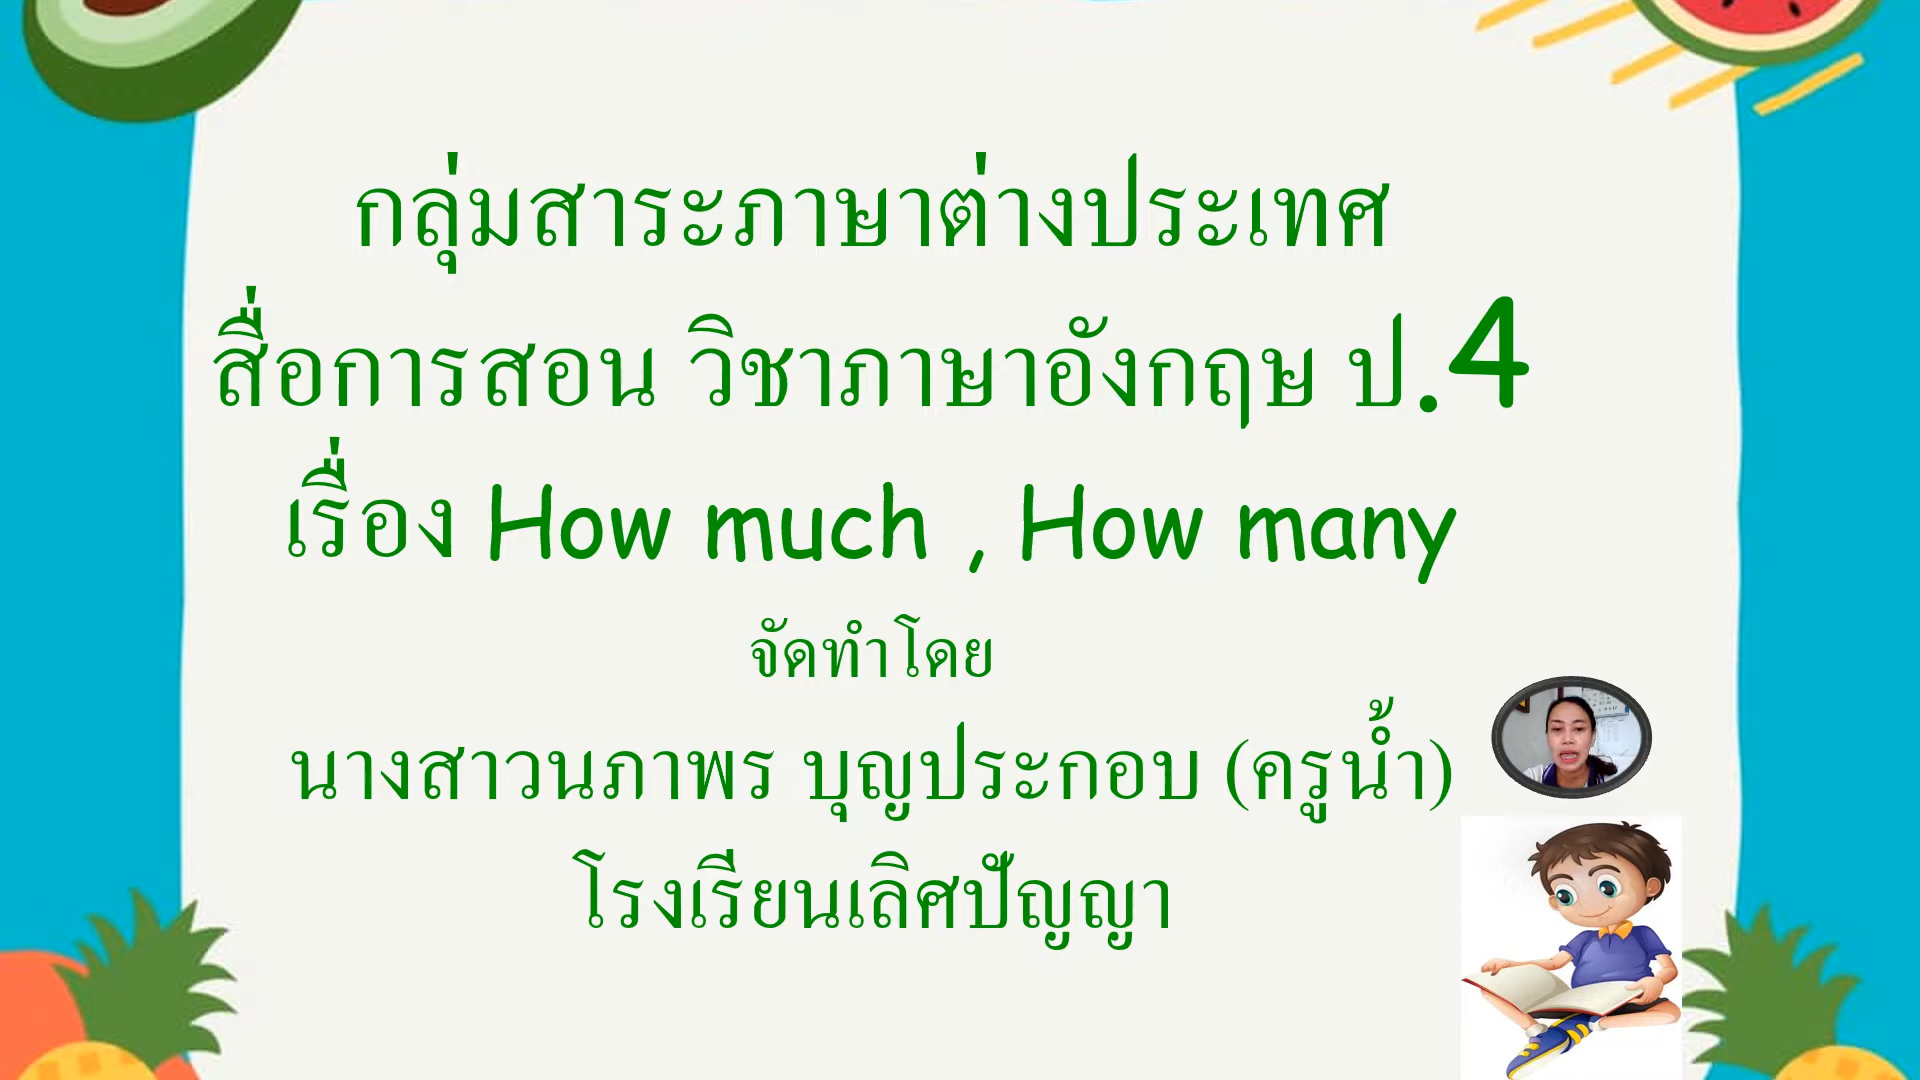 กลุ่มสาระภาษาต่างประเทศ
สื่อการสอน วิชาภาษาอังกฤษ ป.4
เรื่อง How much , How many
จัดทำโดย
นางสาวนภาพร บุญประกอบ (ครูน้ำ)
โรงเรียนเลิศปัญญา